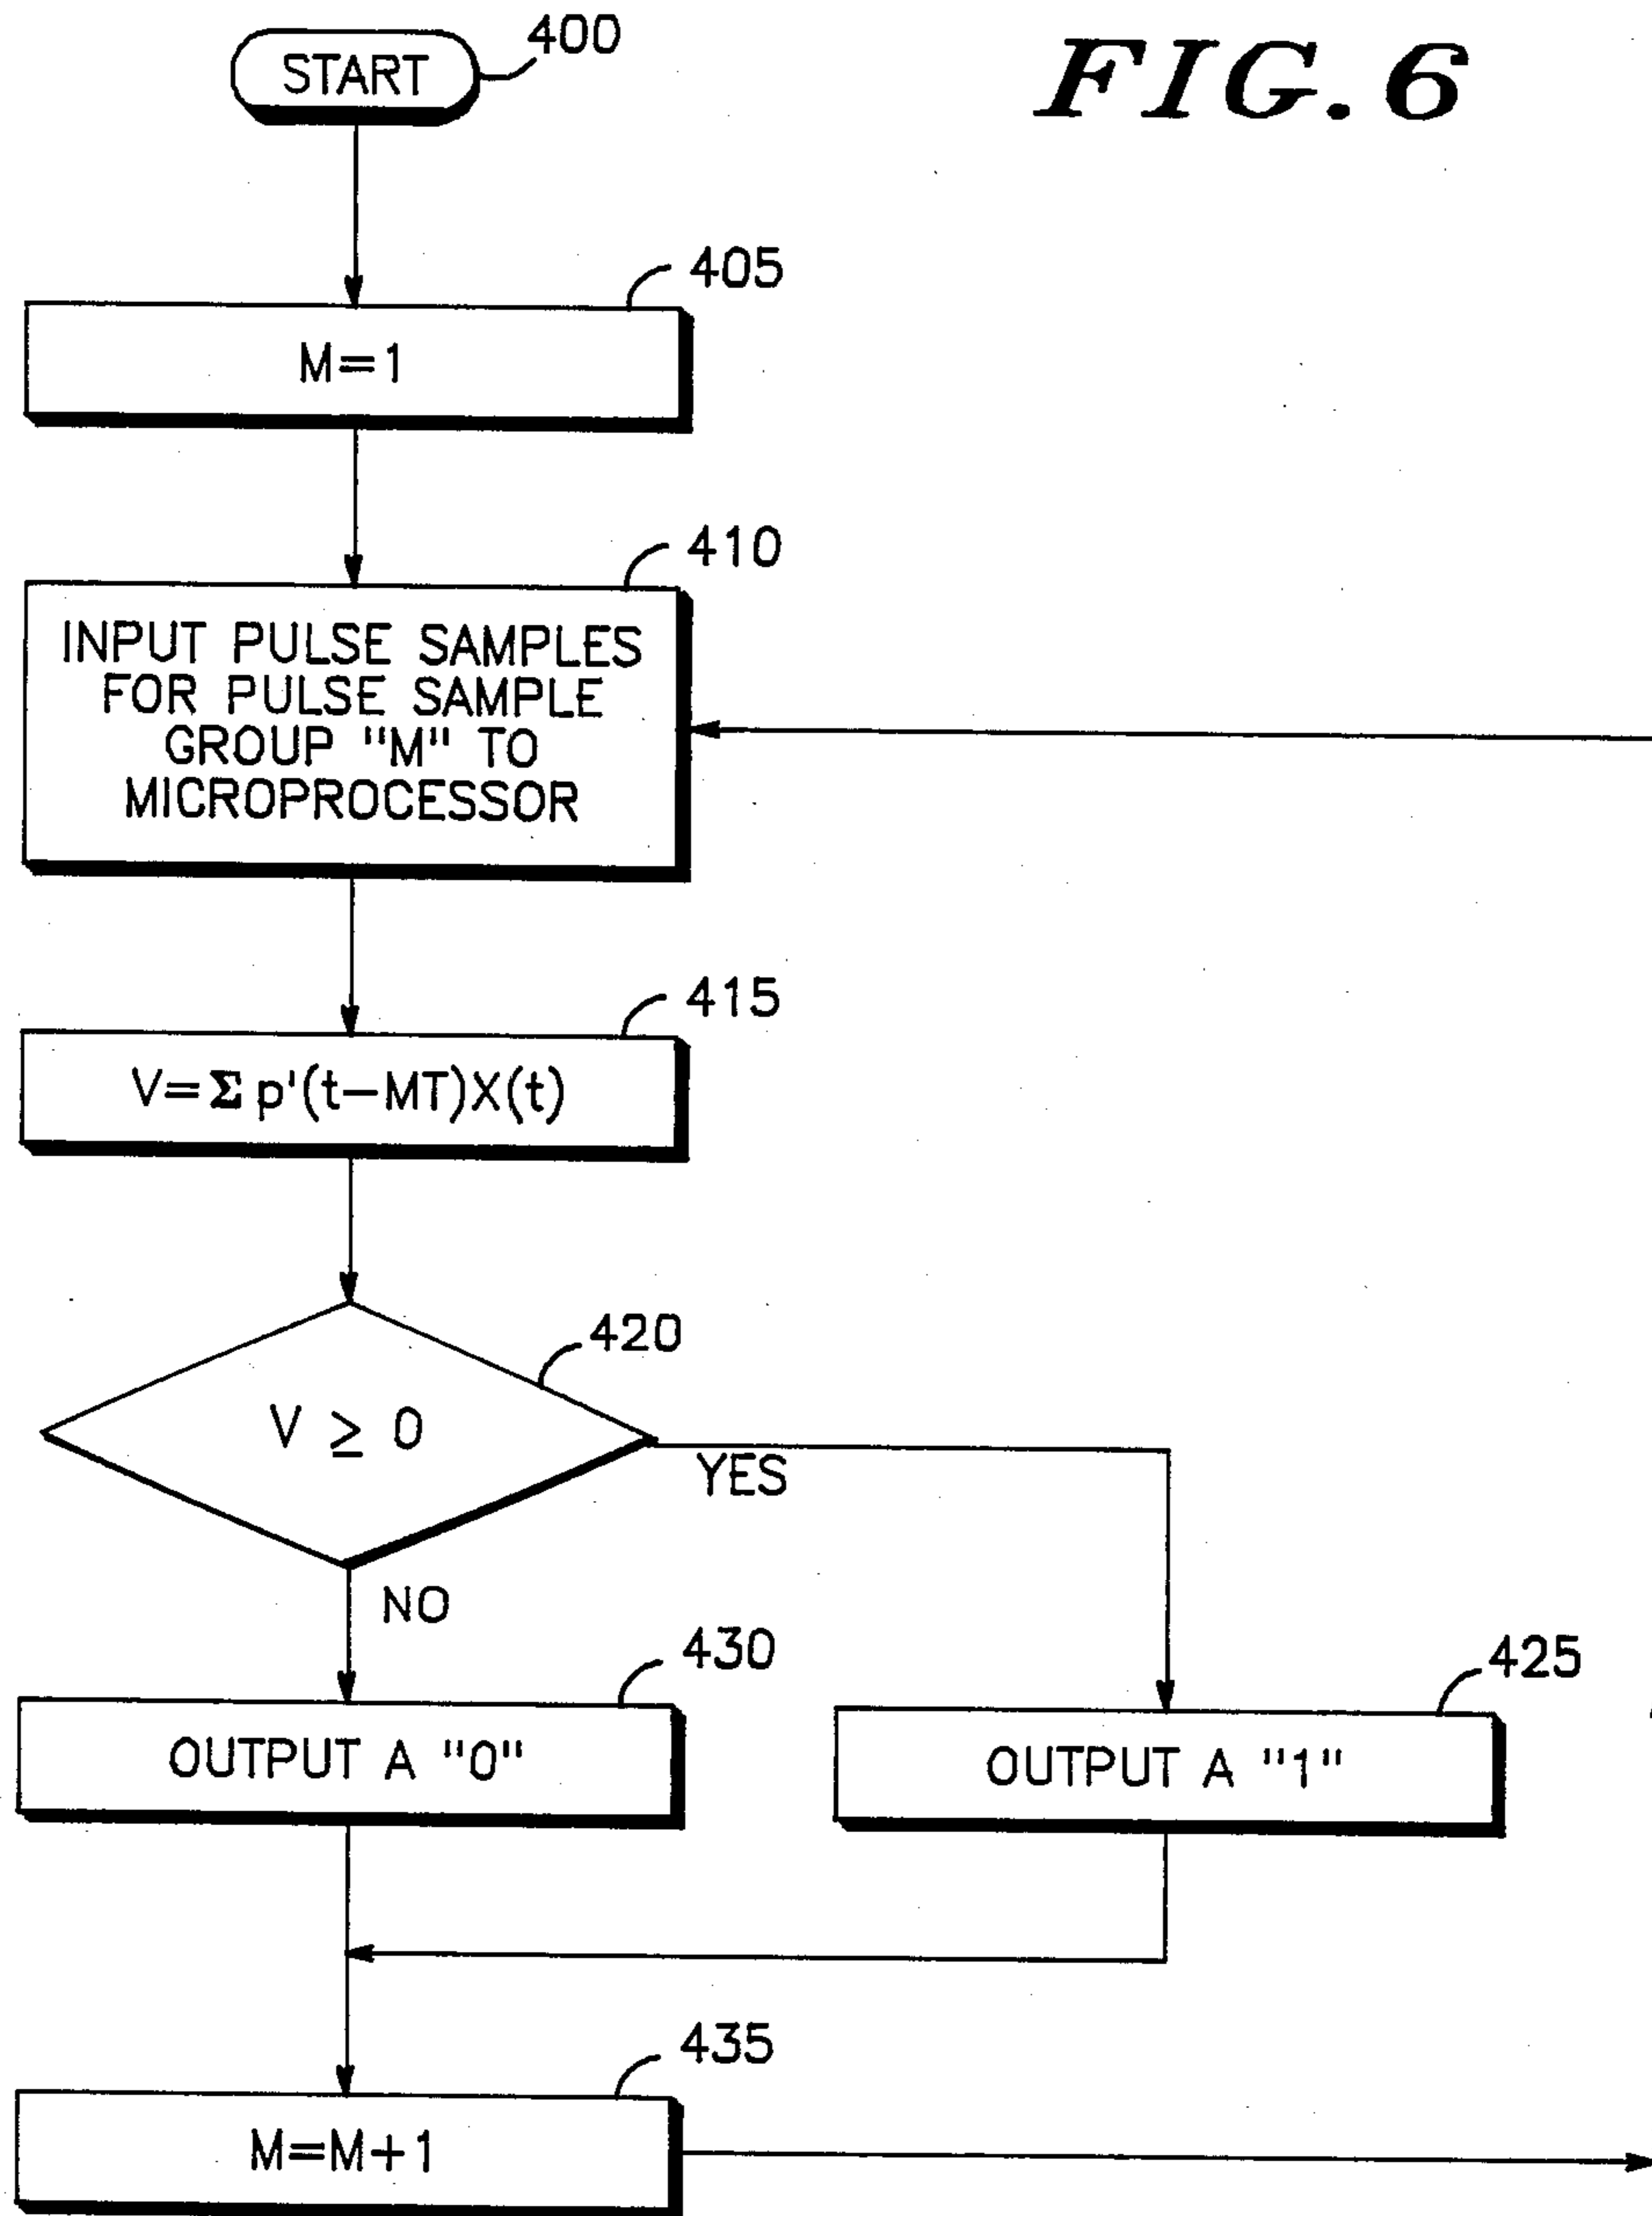 FIG.6
START
400
405
M=1
410
INPUT PULSE SAMPLES
FOR PULSE SAMPLE
GROUP "M" TO
MICROPROCESSOR
415
V=Σ p'(t-MT)X(t)
420
V ≥ 0
YES
NO
430
OUTPUT A "0"
425
OUTPUT A "1"
435
M=M+1